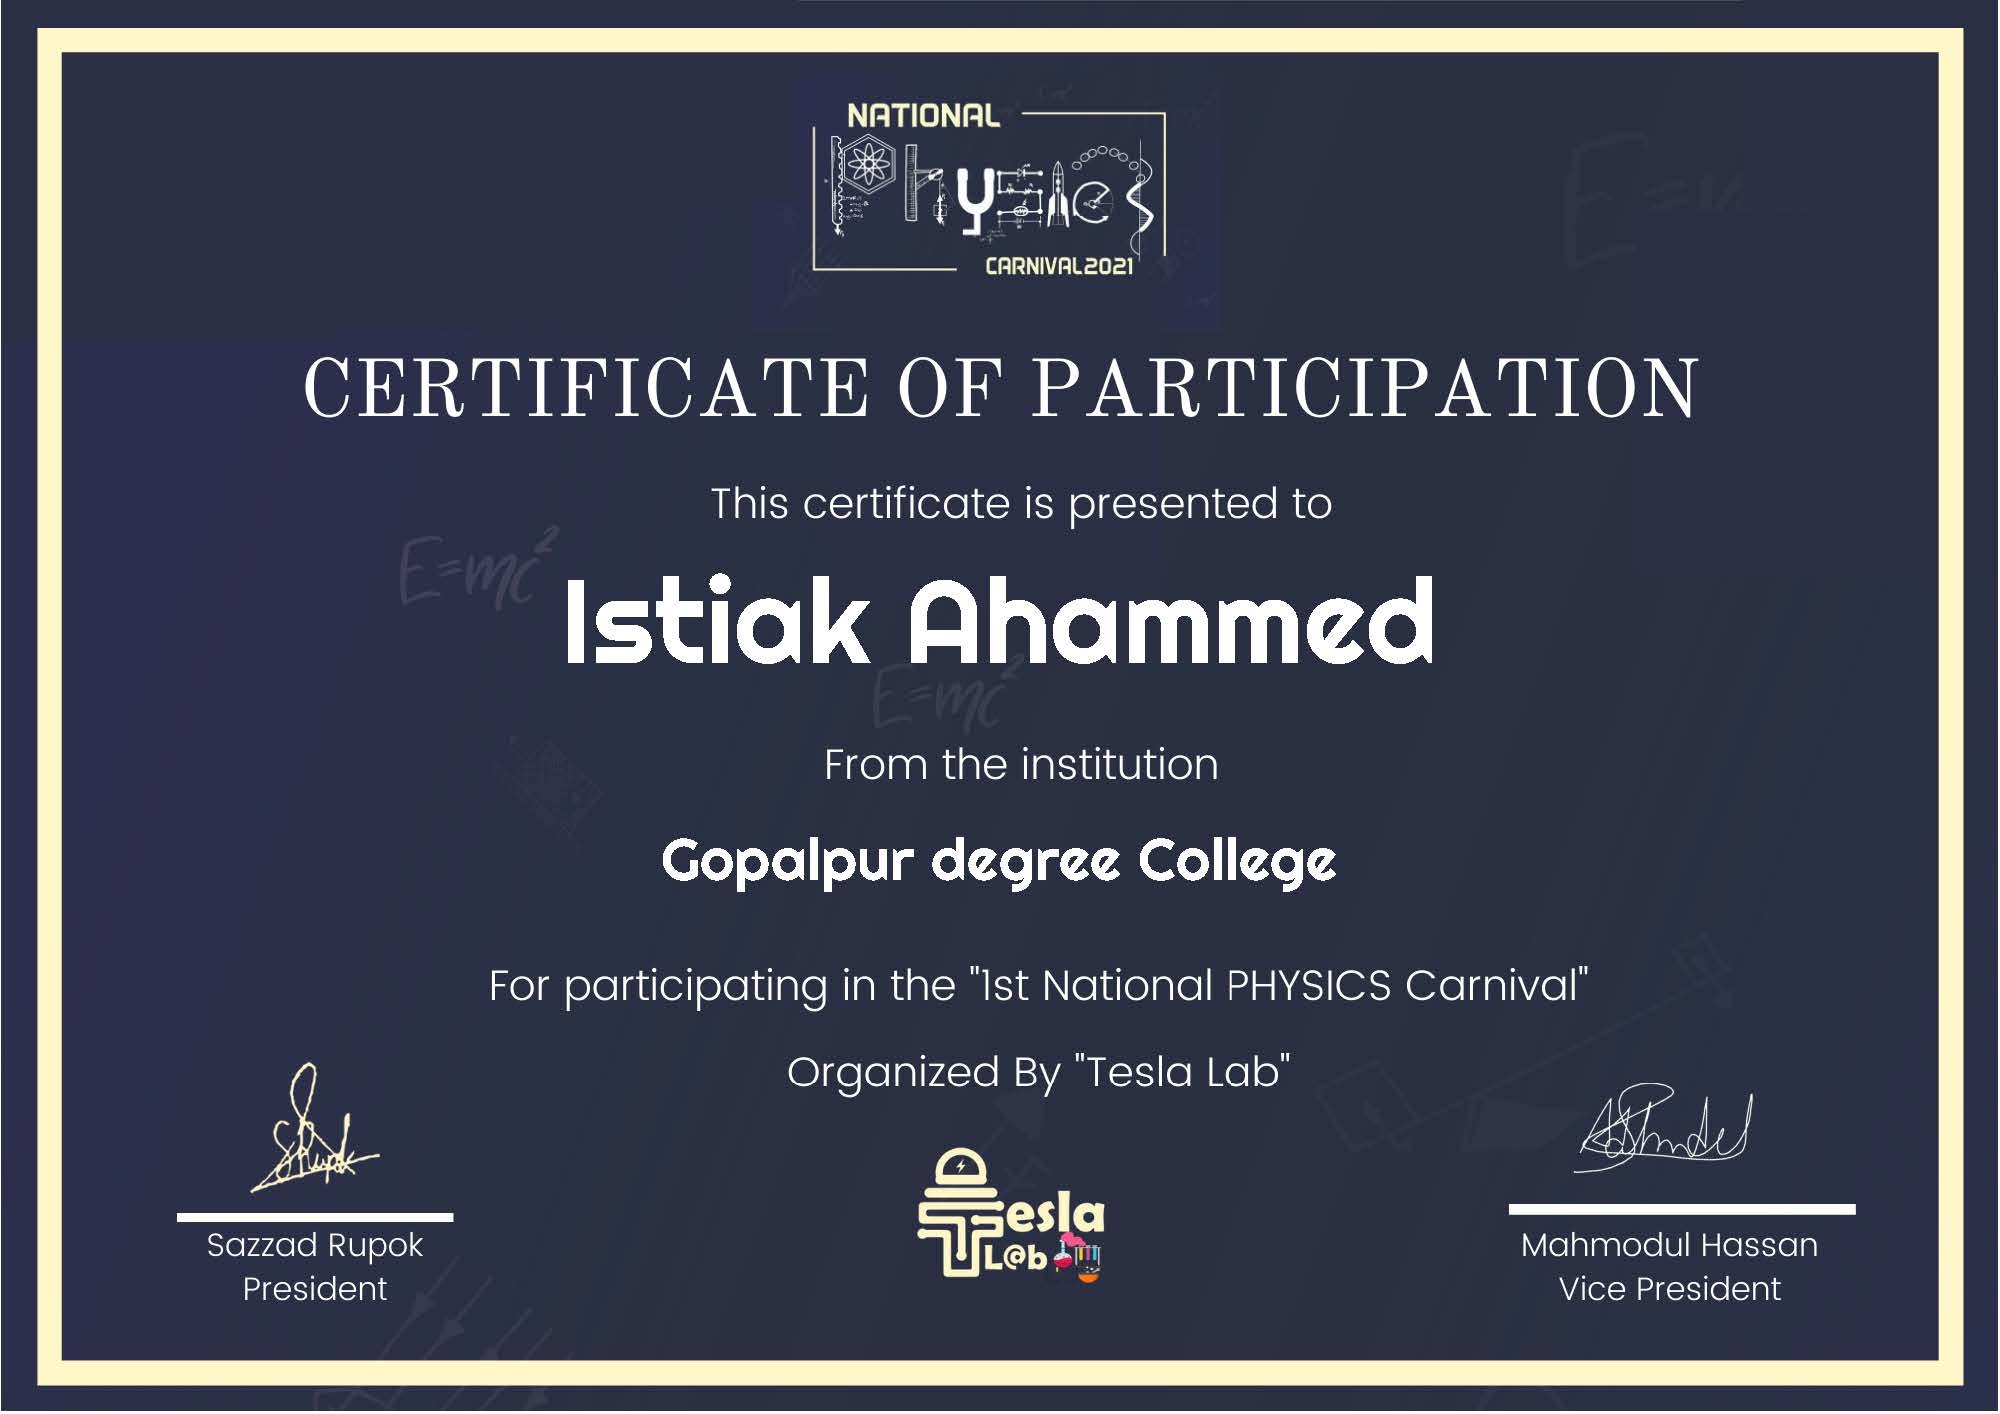 NATIONAL
Physics
CARNIVAL2021
CERTIFICATE OF PARTICIPATION
This certificate is presented to
E=mc²
Istiak Ahammed
E=mc²
From the institution
Gopalpur degree College
For participating in the "1st National PHYSICS Carnival"
Organized By "Tesla Lab"
Tesla
L@b
Sazzad Rupok
President
Mahmodul Hassan
Vice President